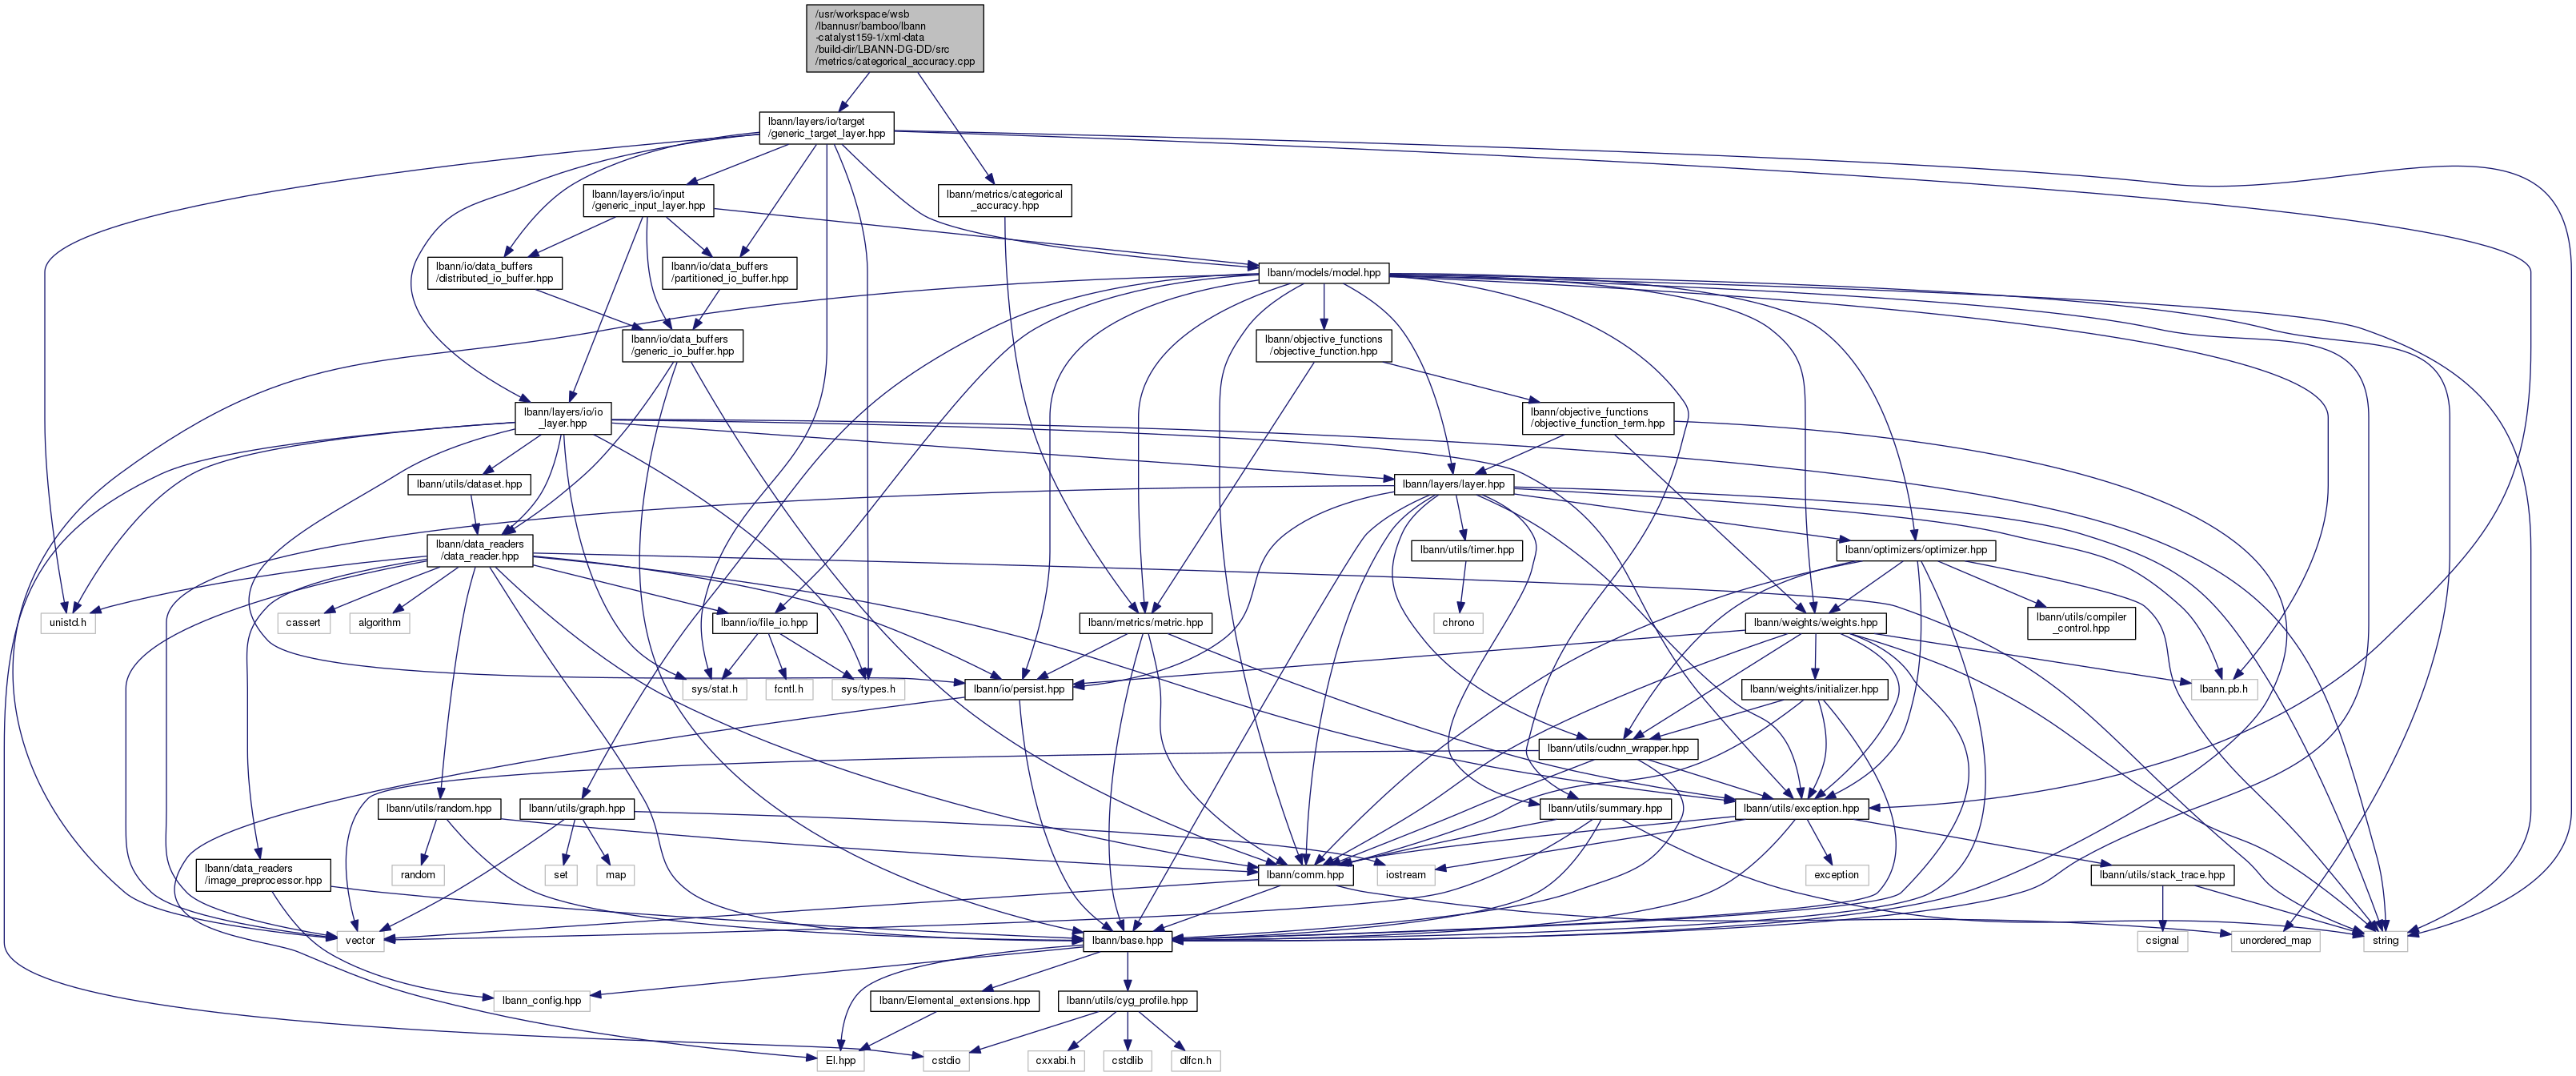 /usr/workspace/wsb
/lbannusr/bamboo/lbann
-catalyst159-1/xml-data
/build-dir/LBANN-DG-DD/src
/metrics/categorical_accuracy.cpp
lbann/layers/io/target
/generic_target_layer.hpp
lbann/layers/io/input
/generic_input_layer.hpp
lbann/metrics/categorical
_accuracy.hpp
lbann/io/data_buffers
/distributed_io_buffer.hpp
lbann/io/data_buffers
/partitioned_io_buffer.hpp
lbann/models/model.hpp
lbann/io/data_buffers
/generic_io_buffer.hpp
lbann/objective_functions
/objective_function.hpp
lbann/layers/io/io
_layer.hpp
lbann/objective_functions
/objective_function_term.hpp
lbann/utils/dataset.hpp
lbann/layers/layer.hpp
lbann/data_readers
/data_reader.hpp
lbann/utils/timer.hpp
lbann/optimizers/optimizer.hpp
unistd.h
cassert
algorithm
lbann/io/file_io.hpp
lbann/metrics/metric.hpp
chrono
lbann/weights/weights.hpp
lbann/utils/compiler
_control.hpp
sys/stat.h
fcntl.h
sys/types.h
lbann/io/persist.hpp
lbann/weights/initializer.hpp
lbann.pb.h
lbann/utils/cudnn_wrapper.hpp
lbann/utils/random.hpp
lbann/utils/graph.hpp
lbann/utils/summary.hpp
lbann/utils/exception.hpp
lbann/data_readers
/image_preprocessor.hpp
random
set
map
lbann/comm.hpp
iostream
exception
lbann/utils/stack_trace.hpp
vector
lbann/base.hpp
csignal
unordered_map
string
lbann_config.hpp
lbann/Elemental_extensions.hpp
lbann/utils/cyg_profile.hpp
El.hpp
cstdio
cxxabi.h
cstdlib
dlfcn.h